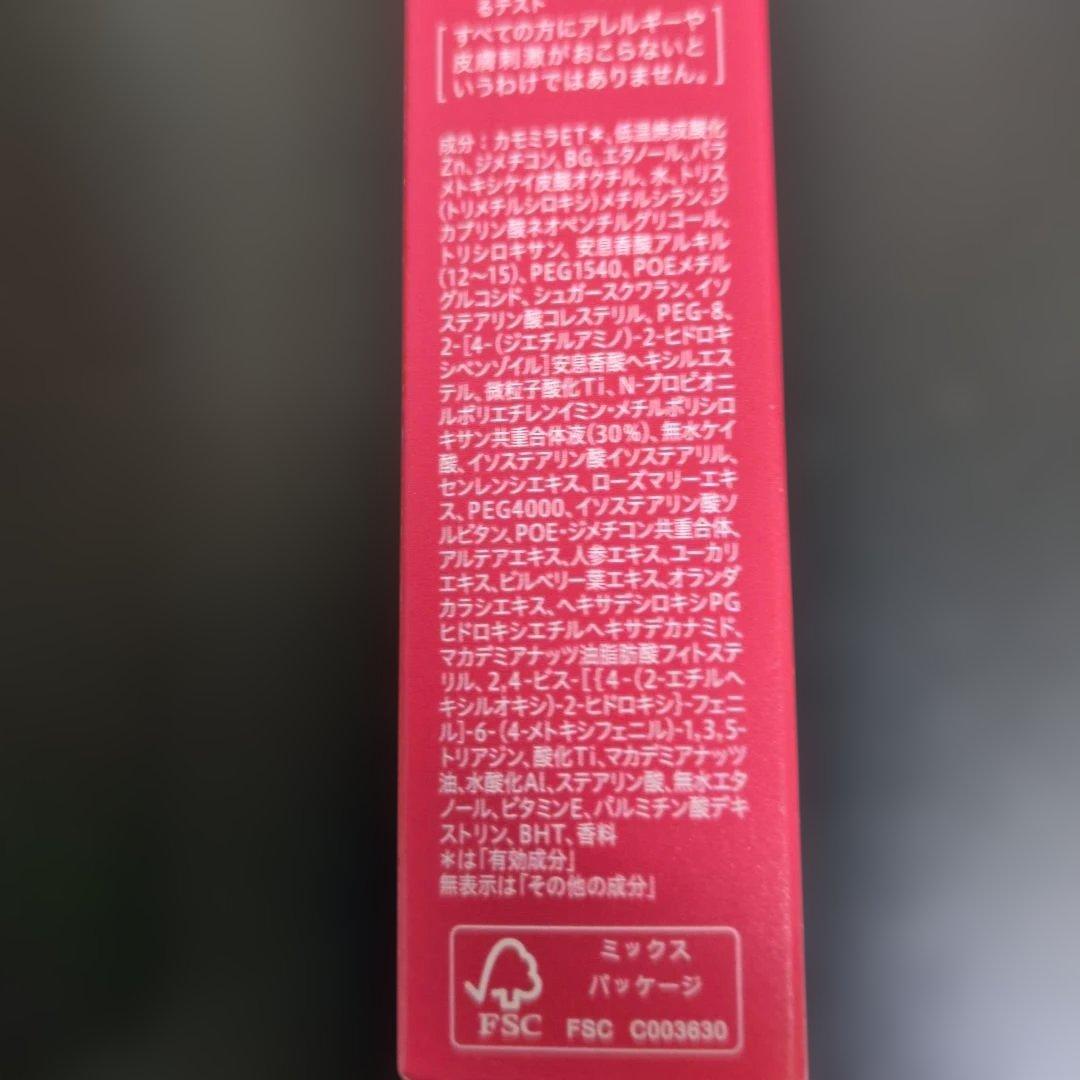 るテスト
すべての方にアレルギーや
皮膚刺激がおこらないと
いうわけではありません。
成分：カモミラET＊、低温焼成酸化
Zn、ジメチコン、BG、エタノール、パラ
メトキシケイ皮酸オクチル、水、トリス
(トリメチルシロキシ)メチルシラン、ジ
カプリン酸ネオペンチルグリコール、
トリシロキサン、安息香酸アルキル
(12～15)、PEG1540、POEメチル
グルコシド、シュガースクワラン、イソ
ステアリン酸コレステリル、PEG-8、
2-[4-(ジエチルアミノ)-2-ヒドロキ
シベンゾイル]安息香酸ヘキシルエス
テル、微粒子酸化Ti、N-プロピオニ
ルポリエチレンイミン・メチルポリシロ
キサン共重合体液(30%)、無水ケイ
酸、イソステアリン酸イソステアリル、
センレンシエキス、ローズマリーエキ
ス、PEG4000、イソステアリン酸ソ
ルビタン、POE・ジメチコン共重合体、
アルテアエキス、人参エキス、ユーカリ
エキス、ビルベリー葉エキス、オランダ
カラシエキス、ヘキサデシロキシPG
ヒドロキシエチルヘキサデカナミド、
マカデミアナッツ油脂肪酸フィトステ
リル、2,4-ビス-[{4-(2-エチルヘ
キシルオキシ)-2-ヒドロキシ}-フェニ
ル]-6-(4-メトキシフェニル)-1,3,5-
トリアジン、酸化Ti、マカデミアナッツ
油、水酸化Al、ステアリン酸、無水エタ
ノール、ビタミンE、パルミチン酸デキ
ストリン、BHT、香料
＊は「有効成分」
無表示は「その他の成分」
ミックス
パッケージ
FSC FSC C003630